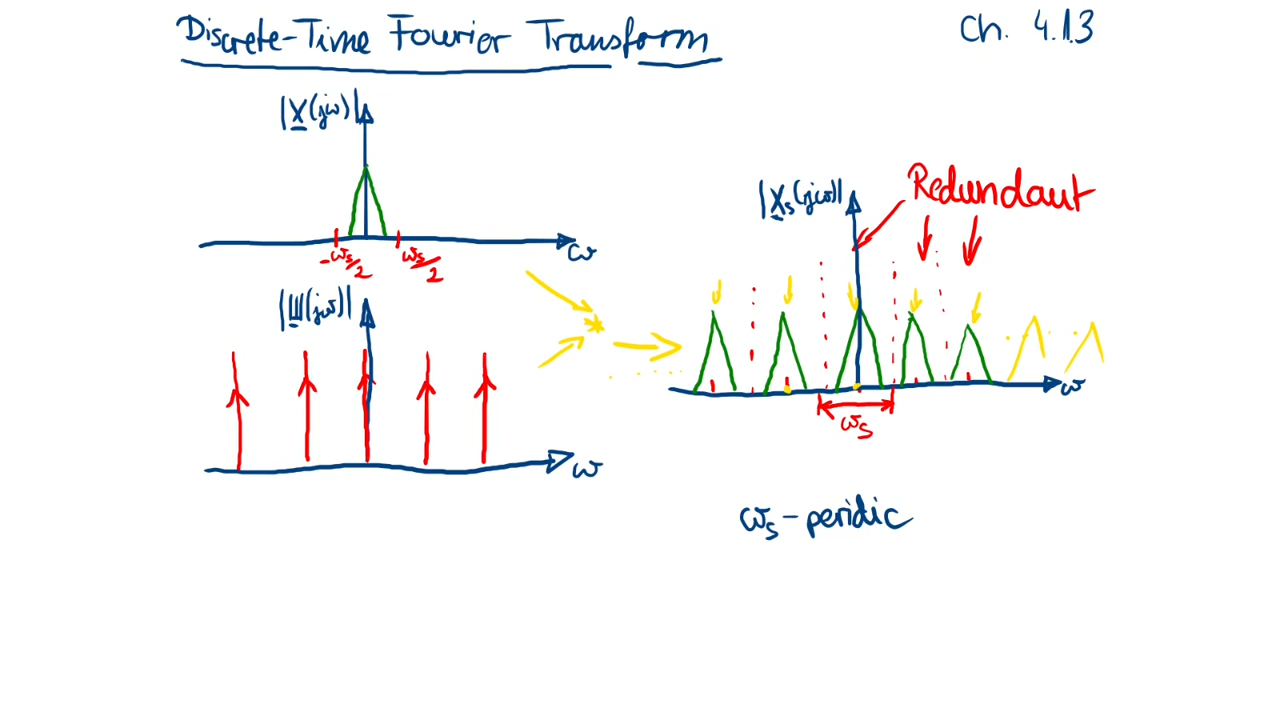 Discrete-Time Fourier Transform
Ch. 4.1.3
|X(jω)|
ω
-ωs/2
ωs/2
|Ш(jω)|
ω
*
|Xs(jω)|
Redundant
ω
ωs
ωs-peridic